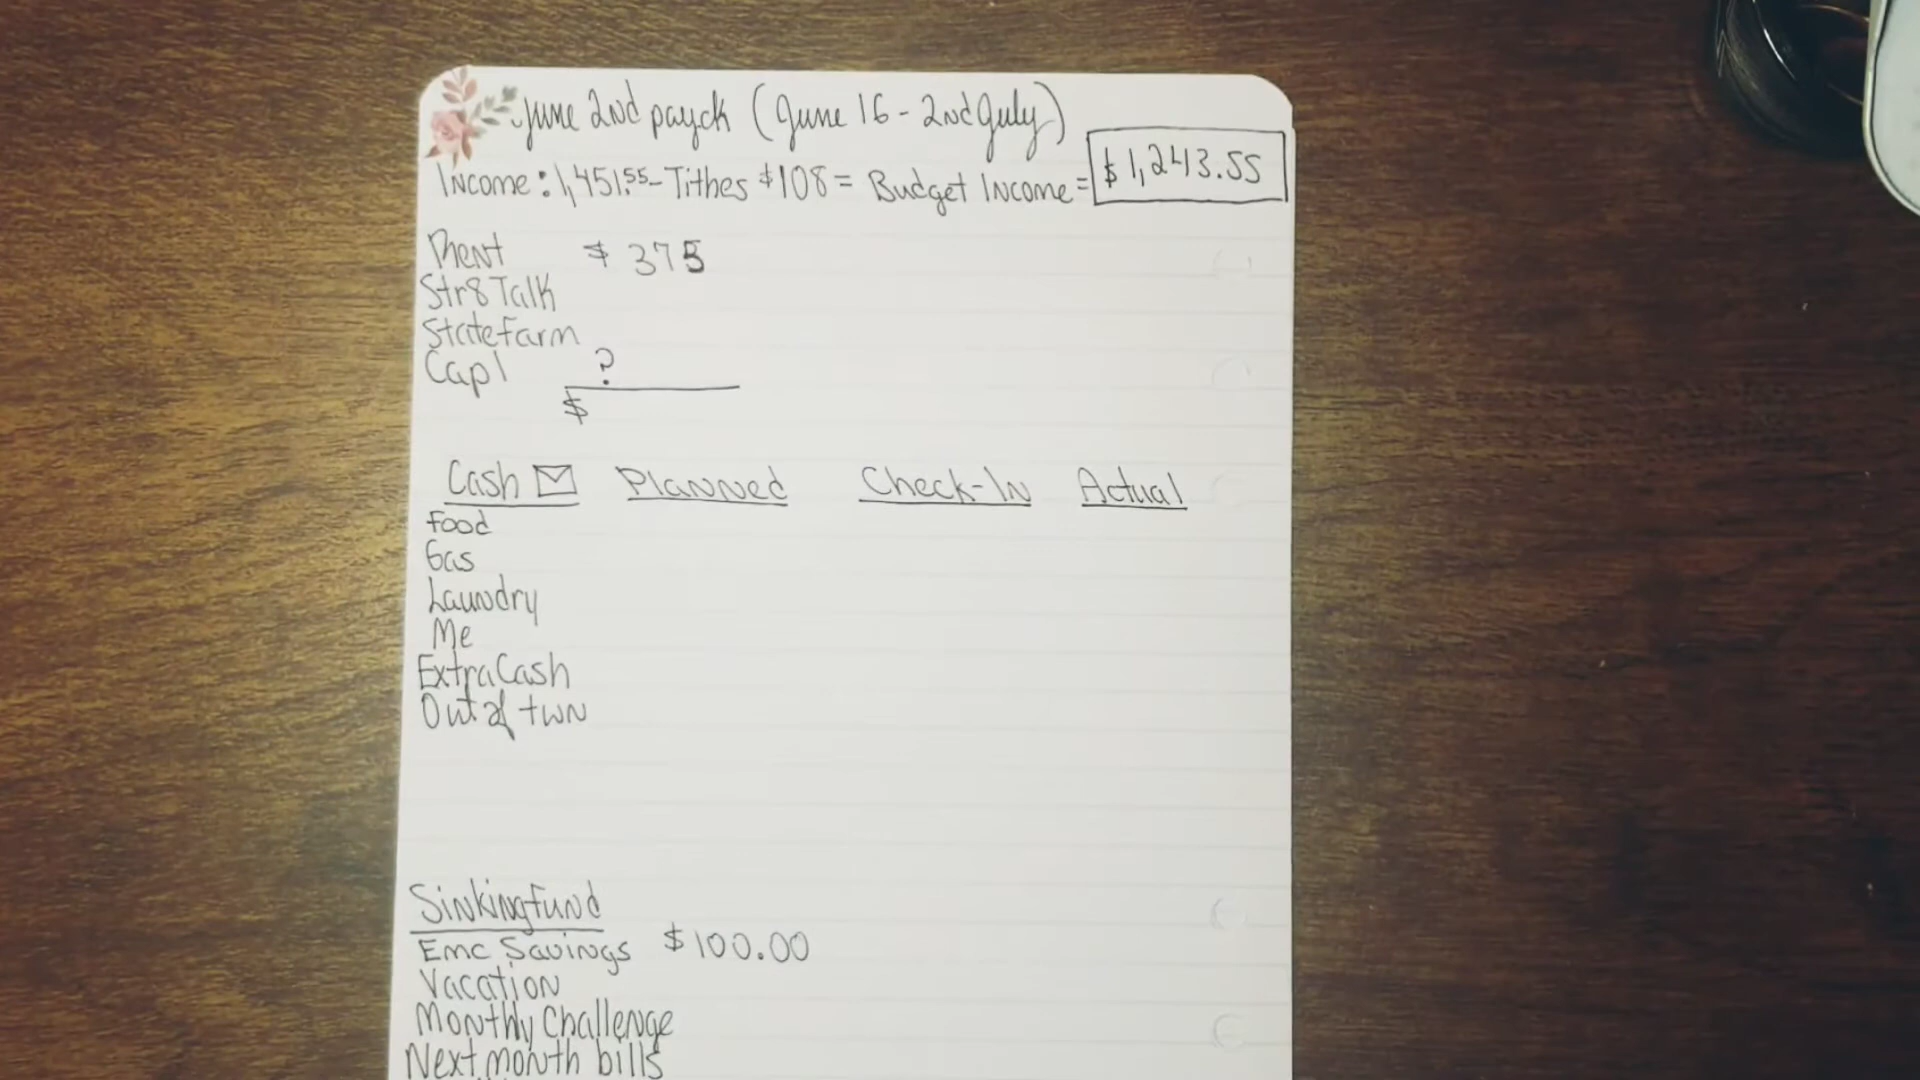 June 2nd payck (June 16 - 2nd July)
Income: 1,451.55 - Tithes $108 = Budget Income = $1,243.55
Rent $ 375
Str8 Talk
Statefarm
Cap1 ?
$
Cash Planned Check-In Actual
Food
Gas
Laundry
Me
Extra Cash
Out of twn
Sinking fund
Emc Savings $100.00
Vacation
Monthly Challenge
Next month bills